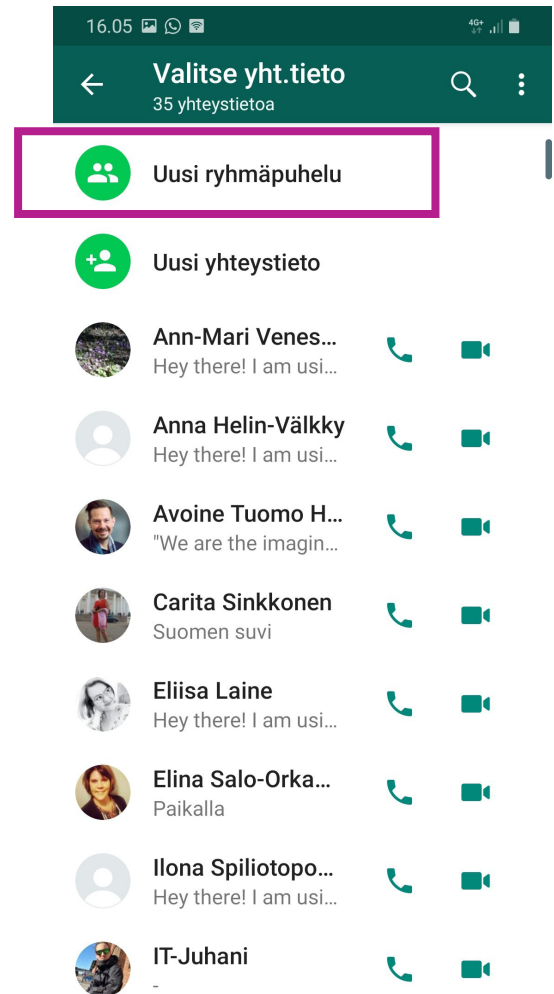 16.05 4G+
Valitse yht.tieto
35 yhteystietoa
Uusi ryhmäpuhelu
Uusi yhteystieto
Ann-Mari Venes...
Hey there! I am usi...
Anna Helin-Välkky
Hey there! I am usi...
Avoine Tuomo H...
"We are the imagin...
Carita Sinkkonen
Suomen suvi
Eliisa Laine
Hey there! I am usi...
Elina Salo-Orka...
Paikalla
Ilona Spiliotopo...
Hey there! I am usi...
IT-Juhani
-